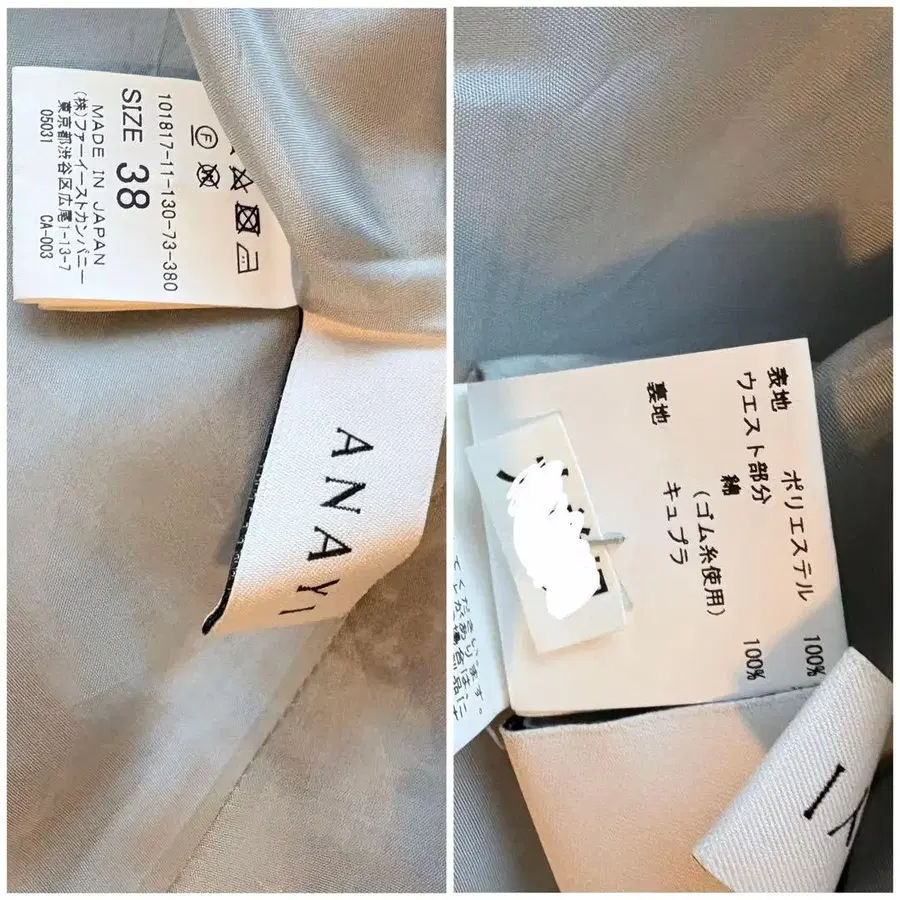 101817-11-130-73-380
SIZE 38
MADE IN JAPAN
(株)ファーイーストカンパニー
東京都渋谷区広尾1-13-7
05031 CA-003
ANAYI
表地 ポリエステル 100%
ウエスト部分
綿 100%
(ゴム糸使用)
裏地 キュプラ